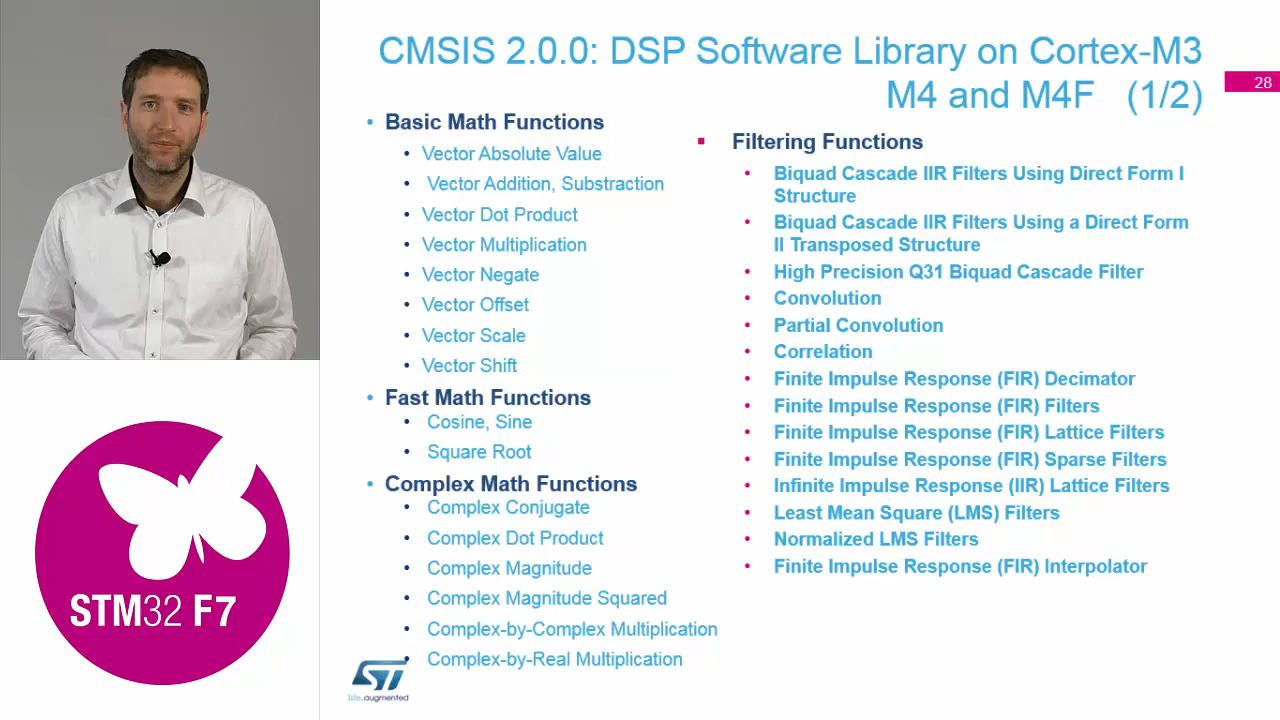 CMSIS 2.0.0: DSP Software Library on Cortex-M3
M4 and M4F (1/2)
28
• Basic Math Functions
• Vector Absolute Value
• Vector Addition, Substraction
• Vector Dot Product
• Vector Multiplication
• Vector Negate
• Vector Offset
• Vector Scale
• Vector Shift
• Fast Math Functions
• Cosine, Sine
• Square Root
• Complex Math Functions
• Complex Conjugate
• Complex Dot Product
• Complex Magnitude
• Complex Magnitude Squared
• Complex-by-Complex Multiplication
• Complex-by-Real Multiplication
▪ Filtering Functions
• Biquad Cascade IIR Filters Using Direct Form I
Structure
• Biquad Cascade IIR Filters Using a Direct Form
II Transposed Structure
• High Precision Q31 Biquad Cascade Filter
• Convolution
• Partial Convolution
• Correlation
• Finite Impulse Response (FIR) Decimator
• Finite Impulse Response (FIR) Filters
• Finite Impulse Response (FIR) Lattice Filters
• Finite Impulse Response (FIR) Sparse Filters
• Infinite Impulse Response (IIR) Lattice Filters
• Least Mean Square (LMS) Filters
• Normalized LMS Filters
• Finite Impulse Response (FIR) Interpolator
STM32 F7
ST
life.augmented